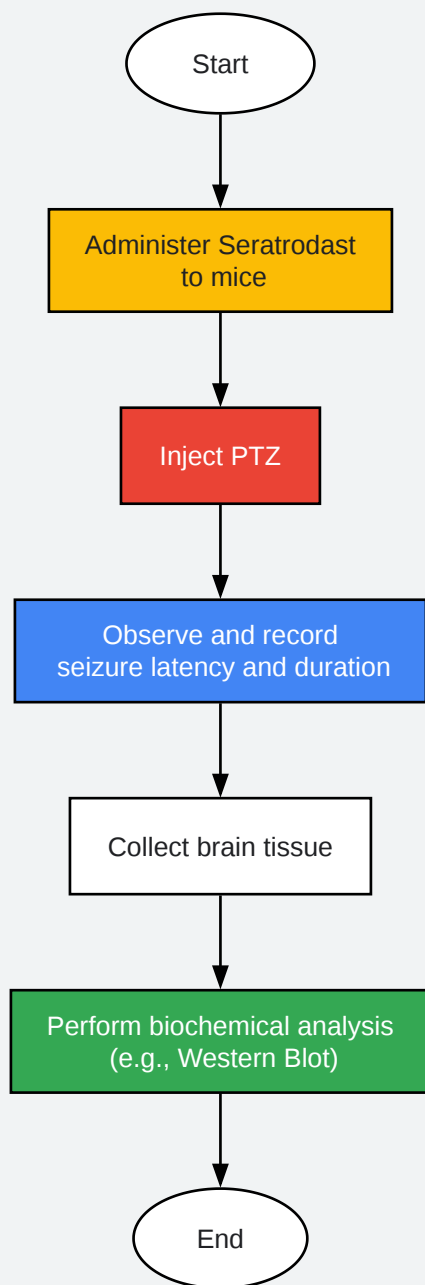 Start
Administer Seratrodast
to mice
Inject PTZ
Observe and record
seizure latency and duration
Collect brain tissue
Perform biochemical analysis
(e.g., Western Blot)
End